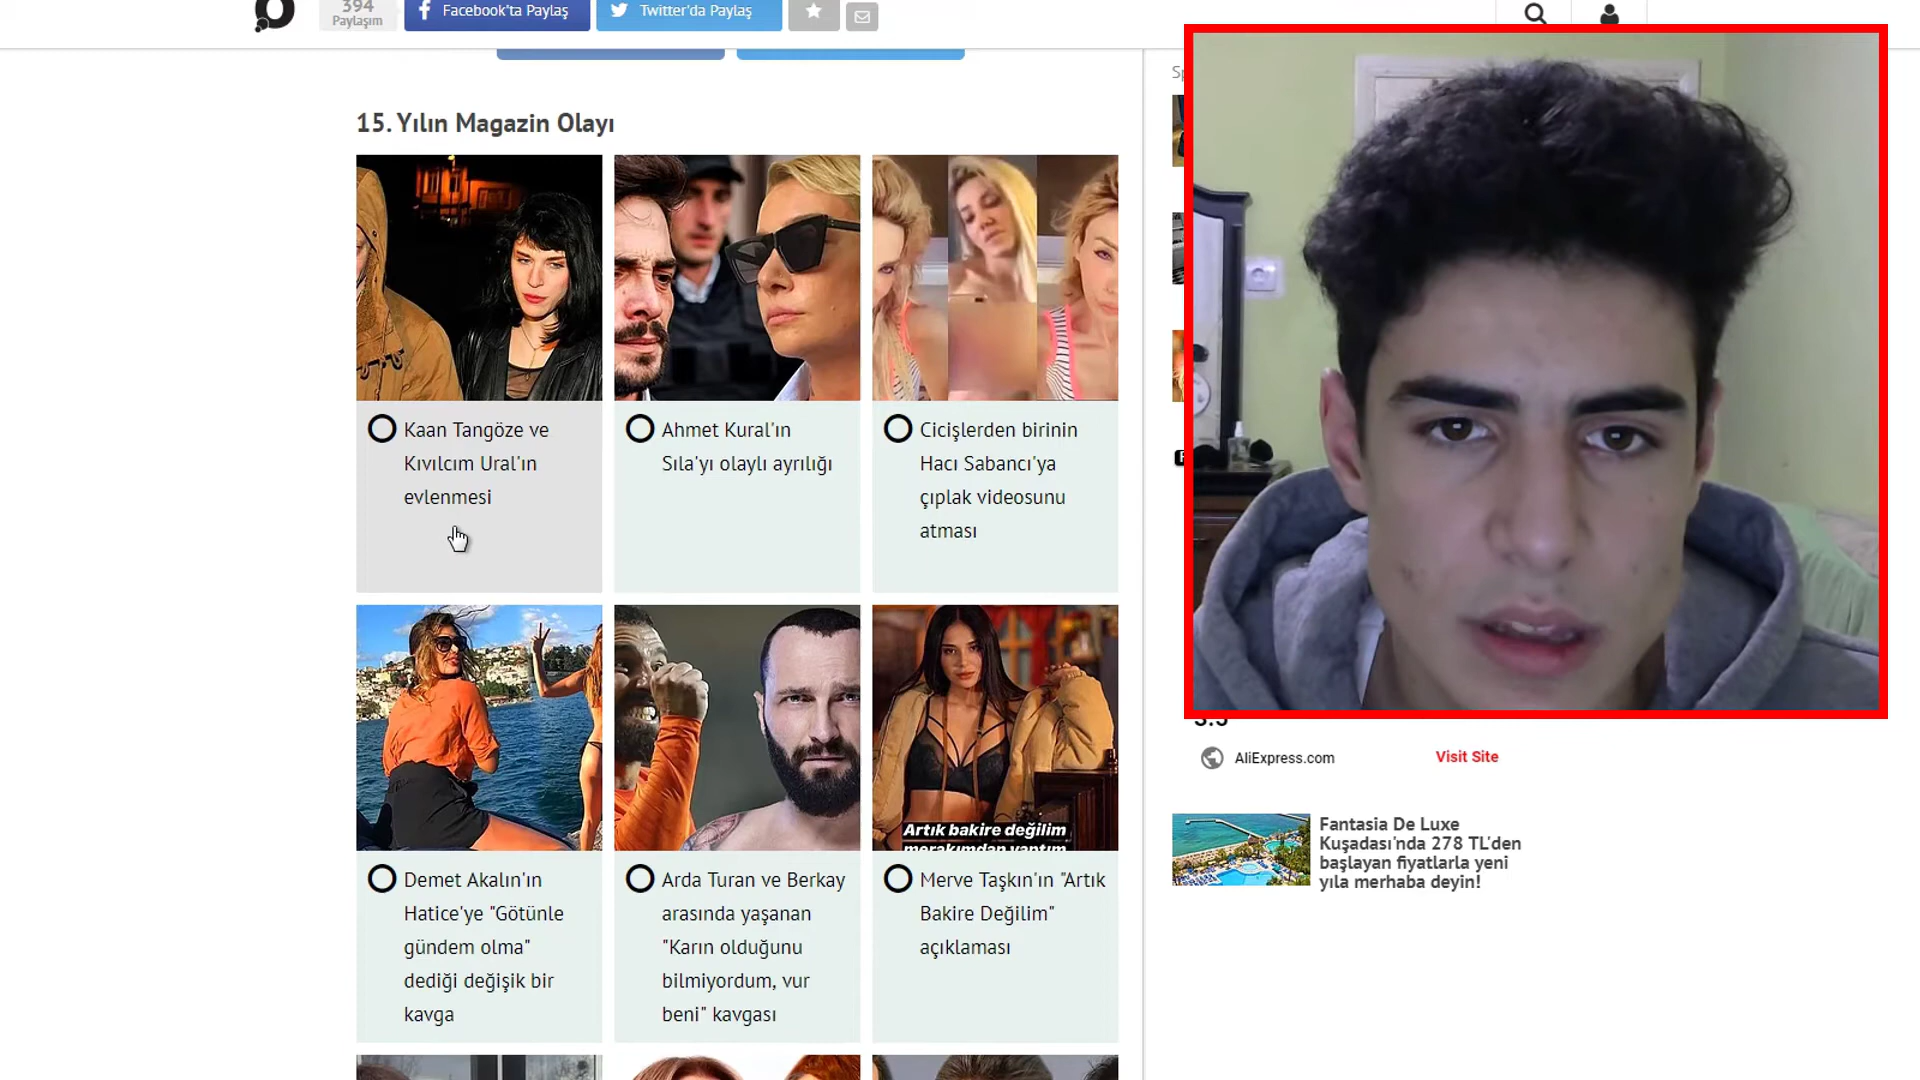 394
Paylaşım
Facebook'ta Paylaş
Twitter'da Paylaş
15. Yılın Magazin Olayı
Kaan Tangöze ve
Kıvılcım Ural'ın
evlenmesi
Ahmet Kural'ın
Sıla'yı olaylı ayrılığı
Cicişlerden birinin
Hacı Sabancı'ya
çıplak videosunu
atması
Artık bakire değilim
merakımdan yaptım
Demet Akalın'ın
Hatice'ye "Götünle
gündem olma"
dediği değişik bir
kavga
Arda Turan ve Berkay
arasında yaşanan
"Karın olduğunu
bilmiyordum, vur
beni" kavgası
Merve Taşkın'ın "Artık
Bakire Değilim"
açıklaması
AliExpress.com
Visit Site
Fantasia De Luxe
Kuşadası'nda 278 TL'den
başlayan fiyatlarla yeni
yıla merhaba deyin!